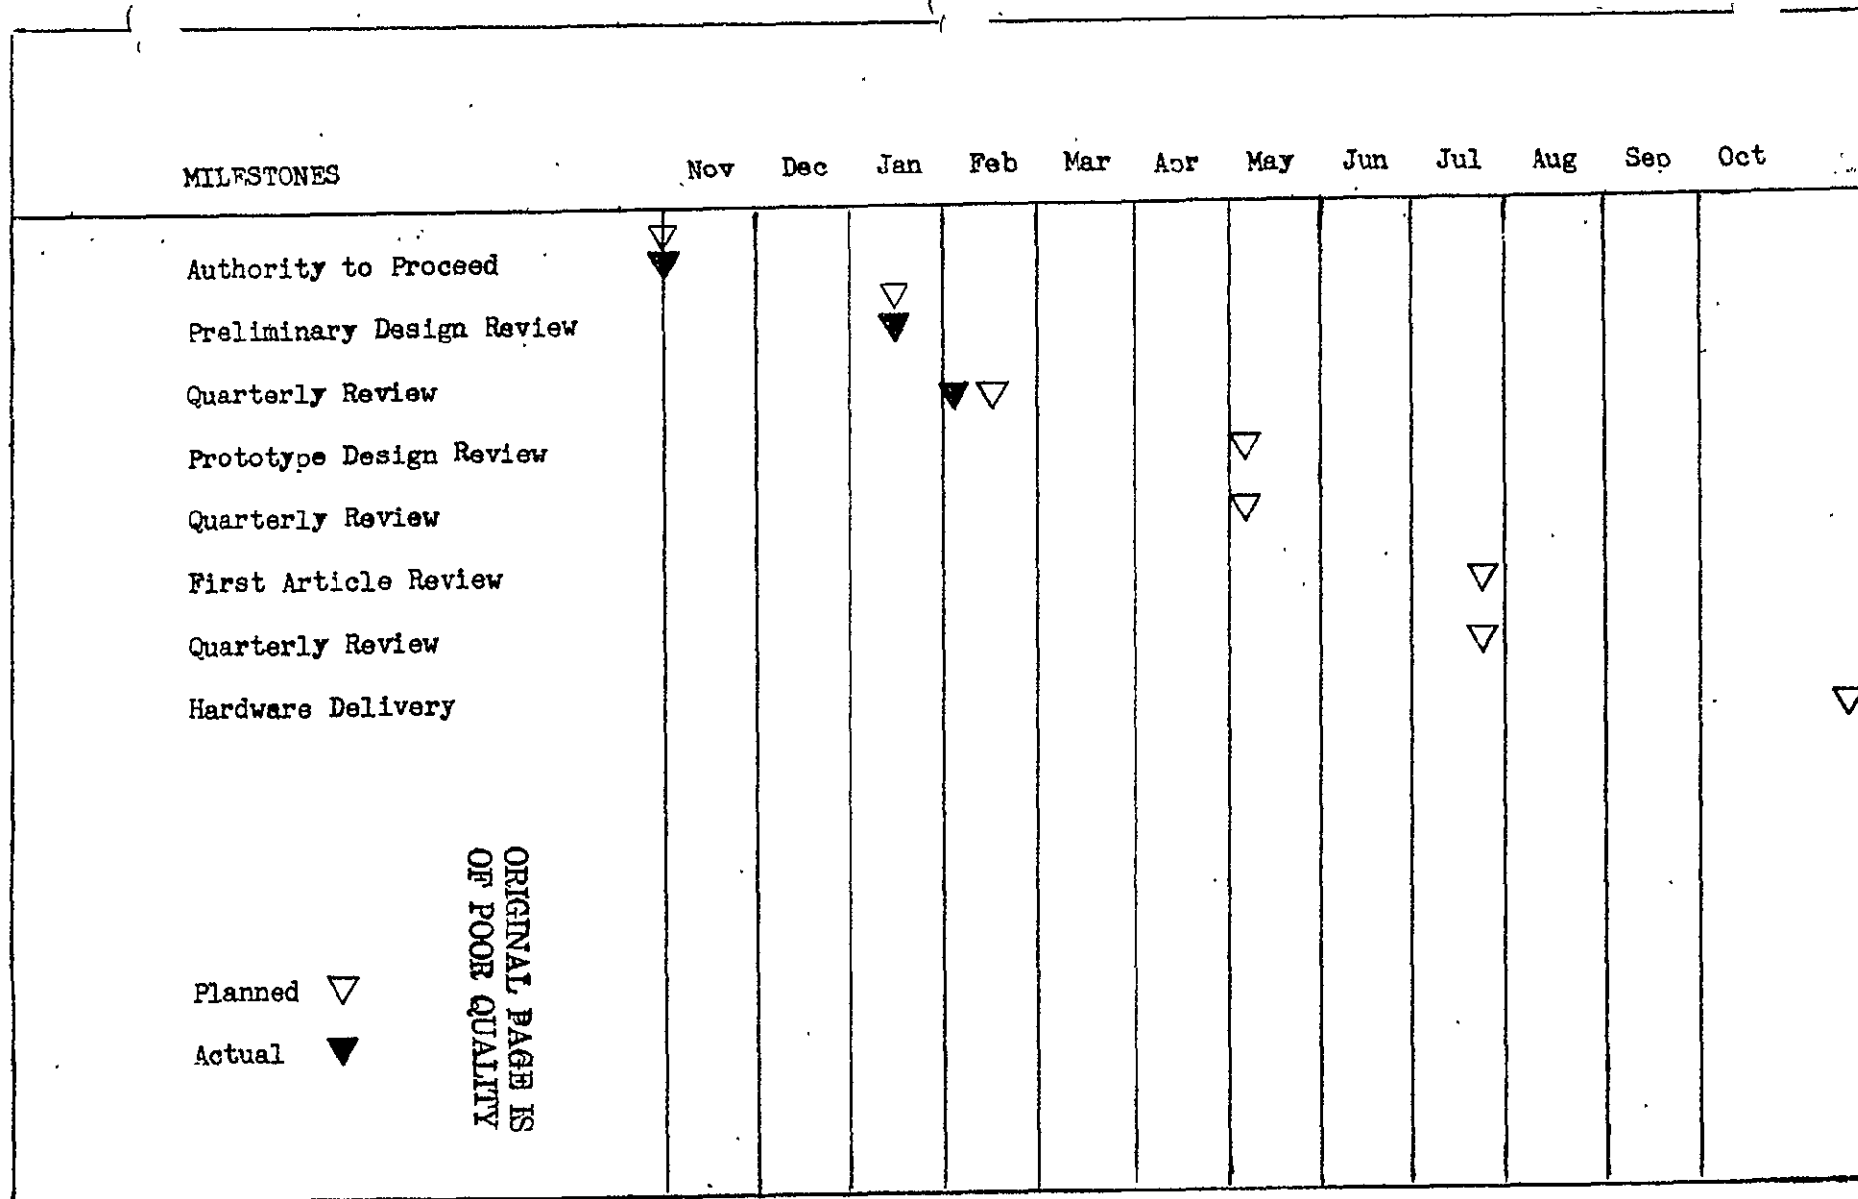 MILESTONES Nov Dec Jan Feb Mar Apr May Jun Jul Aug Sep Oct
Authority to Proceed
Preliminary Design Review
Quarterly Review
Prototype Design Review
Quarterly Review
First Article Review
Quarterly Review
Hardware Delivery
Planned
Actual
ORIGINAL PAGE IS
OF POOR QUALITY